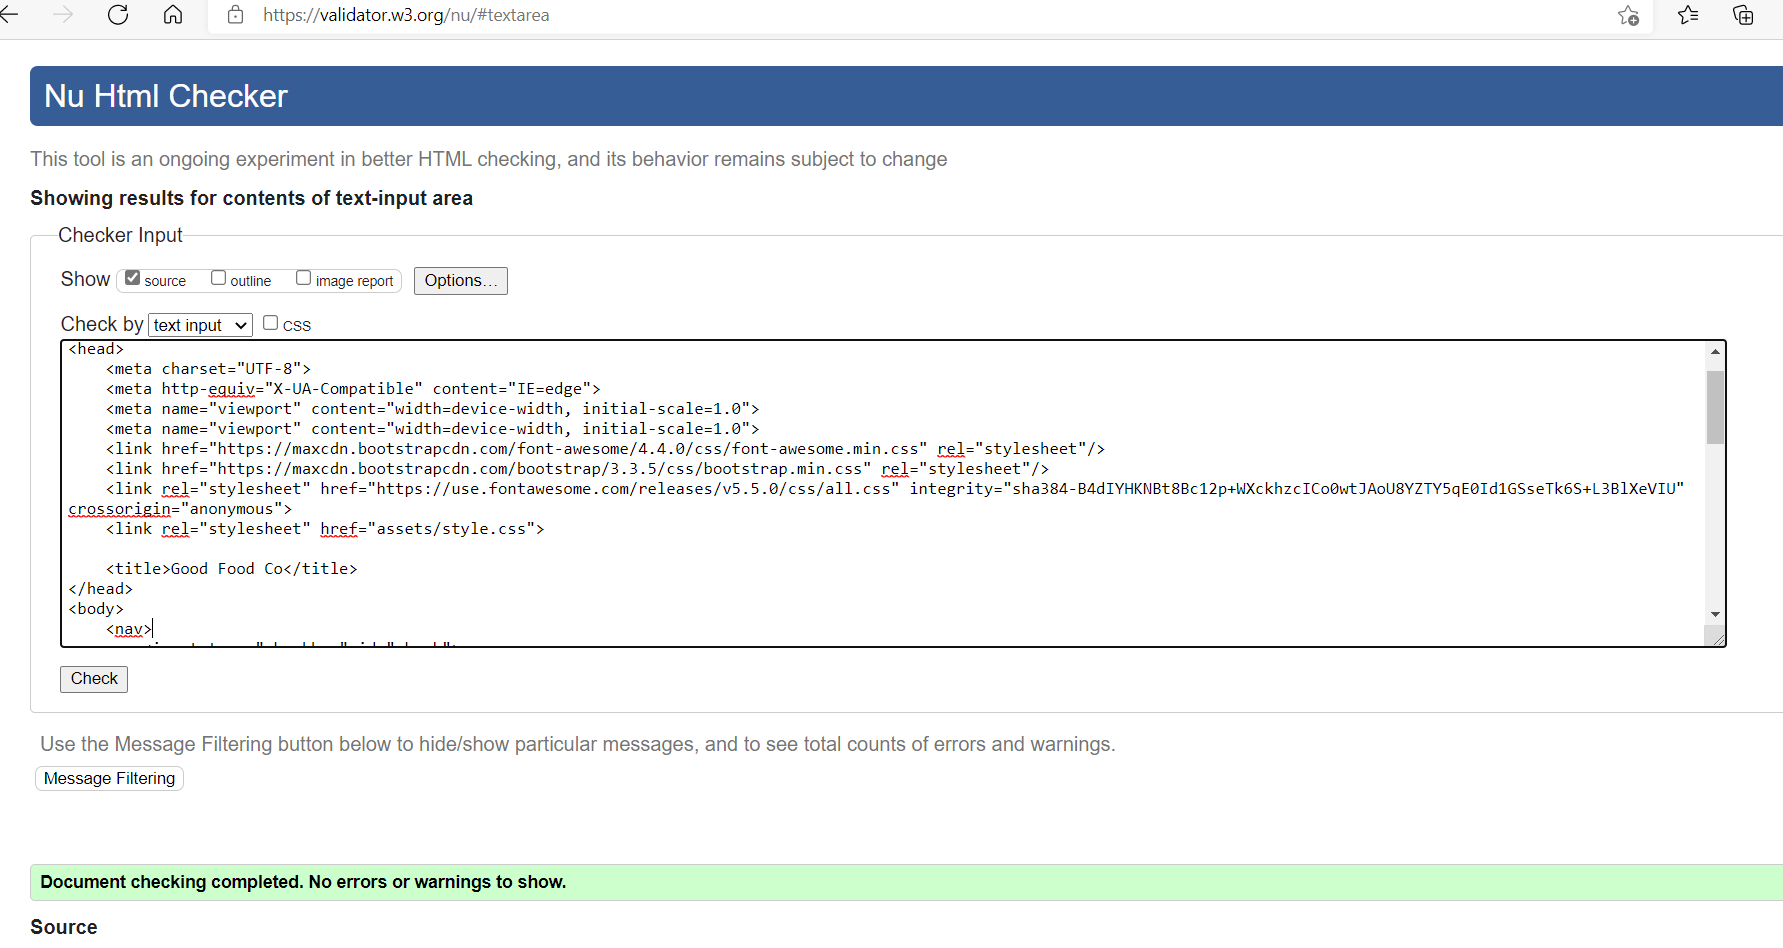 https://validator.w3.org/nu/#textarea
Nu Html Checker
This tool is an ongoing experiment in better HTML checking, and its behavior remains subject to change
Showing results for contents of text-input area
Checker Input
Show source outline image report Options...
Check by text input CSS
<head>
<meta charset="UTF-8">
<meta http-equiv="X-UA-Compatible" content="IE=edge">
<meta name="viewport" content="width=device-width, initial-scale=1.0">
<meta name="viewport" content="width=device-width, initial-scale=1.0">
<link href="https://maxcdn.bootstrapcdn.com/font-awesome/4.4.0/css/font-awesome.min.css" rel="stylesheet"/>
<link href="https://maxcdn.bootstrapcdn.com/bootstrap/3.3.5/css/bootstrap.min.css" rel="stylesheet"/>
<link rel="stylesheet" href="https://use.fontawesome.com/releases/v5.5.0/css/all.css" integrity="sha384-B4dIYHKNBt8Bc12p+WXckhzcICo0wtJAoU8YZTY5qE0Id1GSseTk6S+L3BlXeVIU"
crossorigin="anonymous">
<link rel="stylesheet" href="assets/style.css">
<title>Good Food Co</title>
</head>
<body>
<nav>
Check
Use the Message Filtering button below to hide/show particular messages, and to see total counts of errors and warnings.
Message Filtering
Document checking completed. No errors or warnings to show.
Source